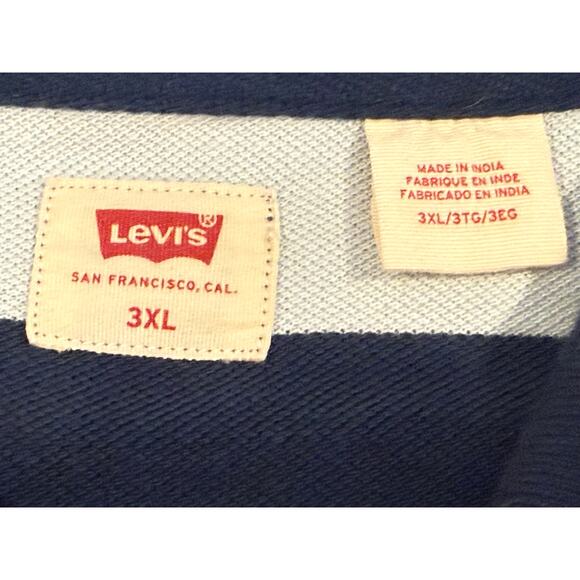 LEVI'S®
SAN FRANCISCO, CAL.
3XL
MADE IN INDIA
FABRIQUE EN INDE
FABRICADO EN INDIA
3XL/3TG/3EG